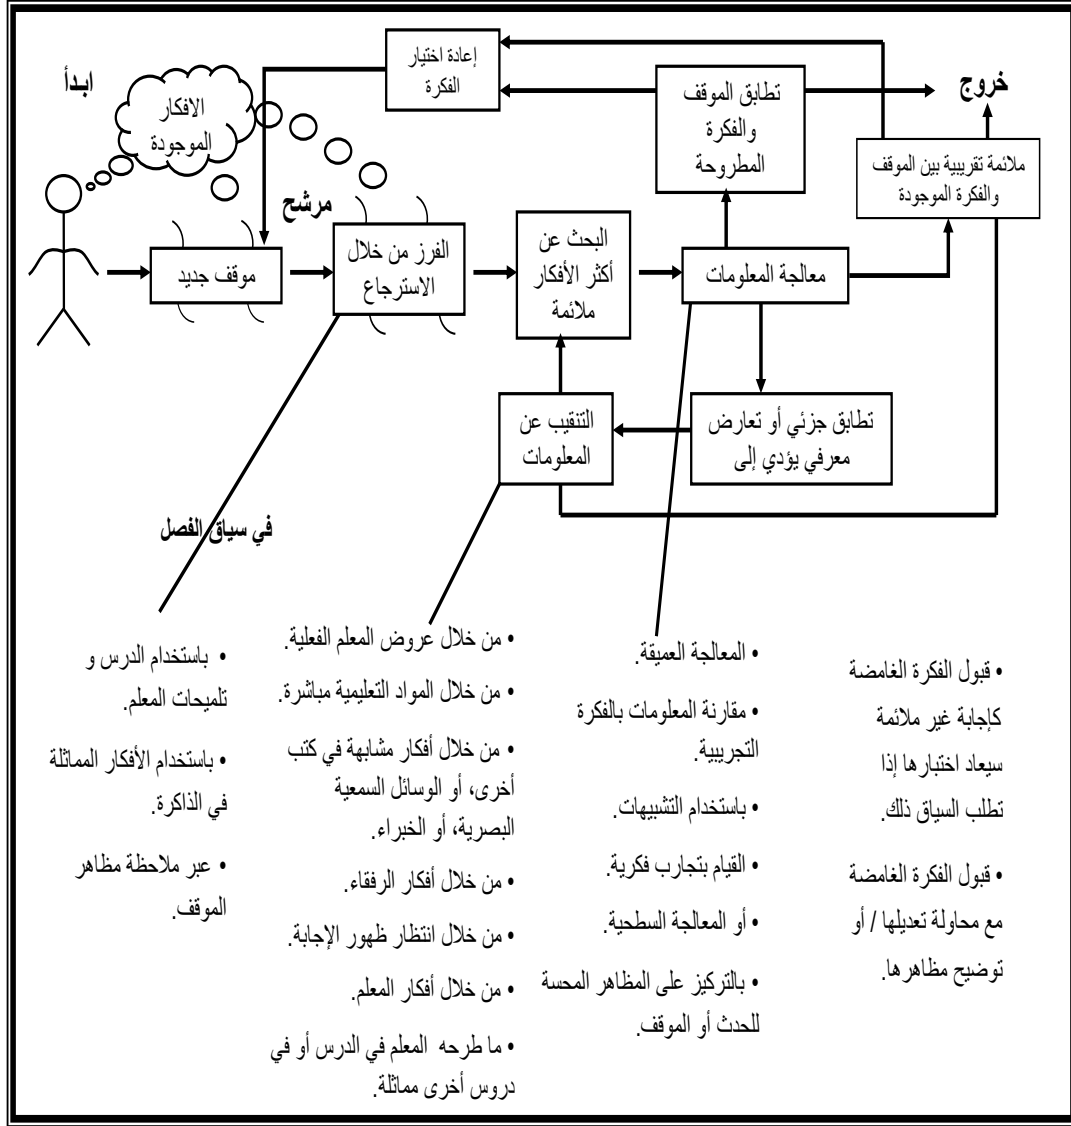 ابدأ
الافكار
الموجودة
مرشح
موقف جديد
الفرز من خلال
الاسترجاع
البحث عن
أكثر الأفكار
ملائمة
معالجة المعلومات
إعادة اختيار
الفكرة
تطابق الموقف
والفكرة
المطروحة
خروج
ملائمة تقريبية بين الموقف
والفكرة الموجودة
تطابق جزئي أو تعارض
معرفي يؤدي إلى
التنقيب عن
المعلومات
في سياق الفصل
• قبول الفكرة الغامضة
كإجابة غير ملائمة
سيعاد اختبارها إذا
تطلب السياق ذلك.
• قبول الفكرة الغامضة
مع محاولة تعديلها / أو
توضيح مظاهرها.
• المعالجة العميقة.
• مقارنة المعلومات بالفكرة
التجريبية.
• باستخدام التشبيهات.
• القيام بتجارب فكرية.
• أو المعالجة السطحية.
• بالتركيز على المظاهر المحسة
للحدث أو الموقف.
• من خلال عروض المعلم الفعلية.
• من خلال المواد التعليمية مباشرة.
• من خلال أفكار مشابهة في كتب
أخرى، أو الوسائل السمعية
البصرية، أو الخبراء.
• من خلال أفكار الرفقاء.
• من خلال انتظار ظهور الإجابة.
• من خلال أفكار المعلم.
• ما طرحه المعلم في الدرس أو في
دروس أخرى مماثلة.
• باستخدام الدرس و
تلميحات المعلم.
• باستخدام الأفكار المماثلة
في الذاكرة.
• عبر ملاحظة مظاهر
الموقف.